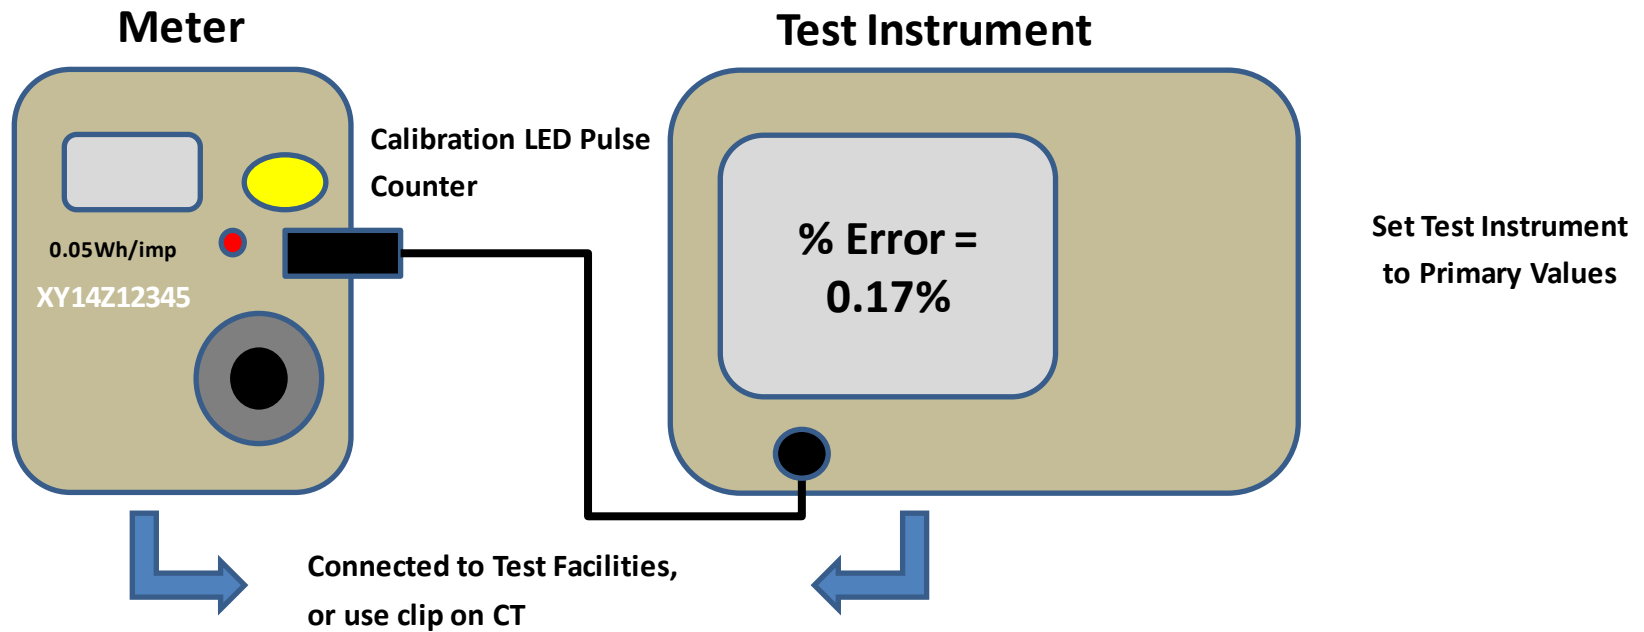 Meter
Test Instrument
Calibration LED Pulse
Counter
0.05Wh/imp
XY14Z12345
% Error =
0.17%
Set Test Instrument
to Primary Values
Connected to Test Facilities,
or use clip on CT